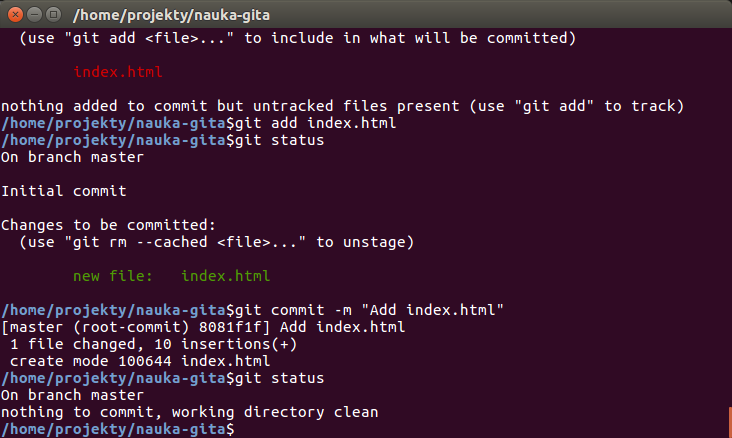 /home/projekty/nauka-gita
(use "git add <file>..." to include in what will be committed)
index.html
nothing added to commit but untracked files present (use "git add" to track)
/home/projekty/nauka-gita$git add index.html
/home/projekty/nauka-gita$git status
On branch master
Initial commit
Changes to be committed:
(use "git rm --cached <file>..." to unstage)
new file:   index.html
/home/projekty/nauka-gita$git commit -m "Add index.html"
[master (root-commit) 8081f1f] Add index.html
1 file changed, 10 insertions(+)
create mode 100644 index.html
/home/projekty/nauka-gita$git status
On branch master
nothing to commit, working directory clean
/home/projekty/nauka-gita$